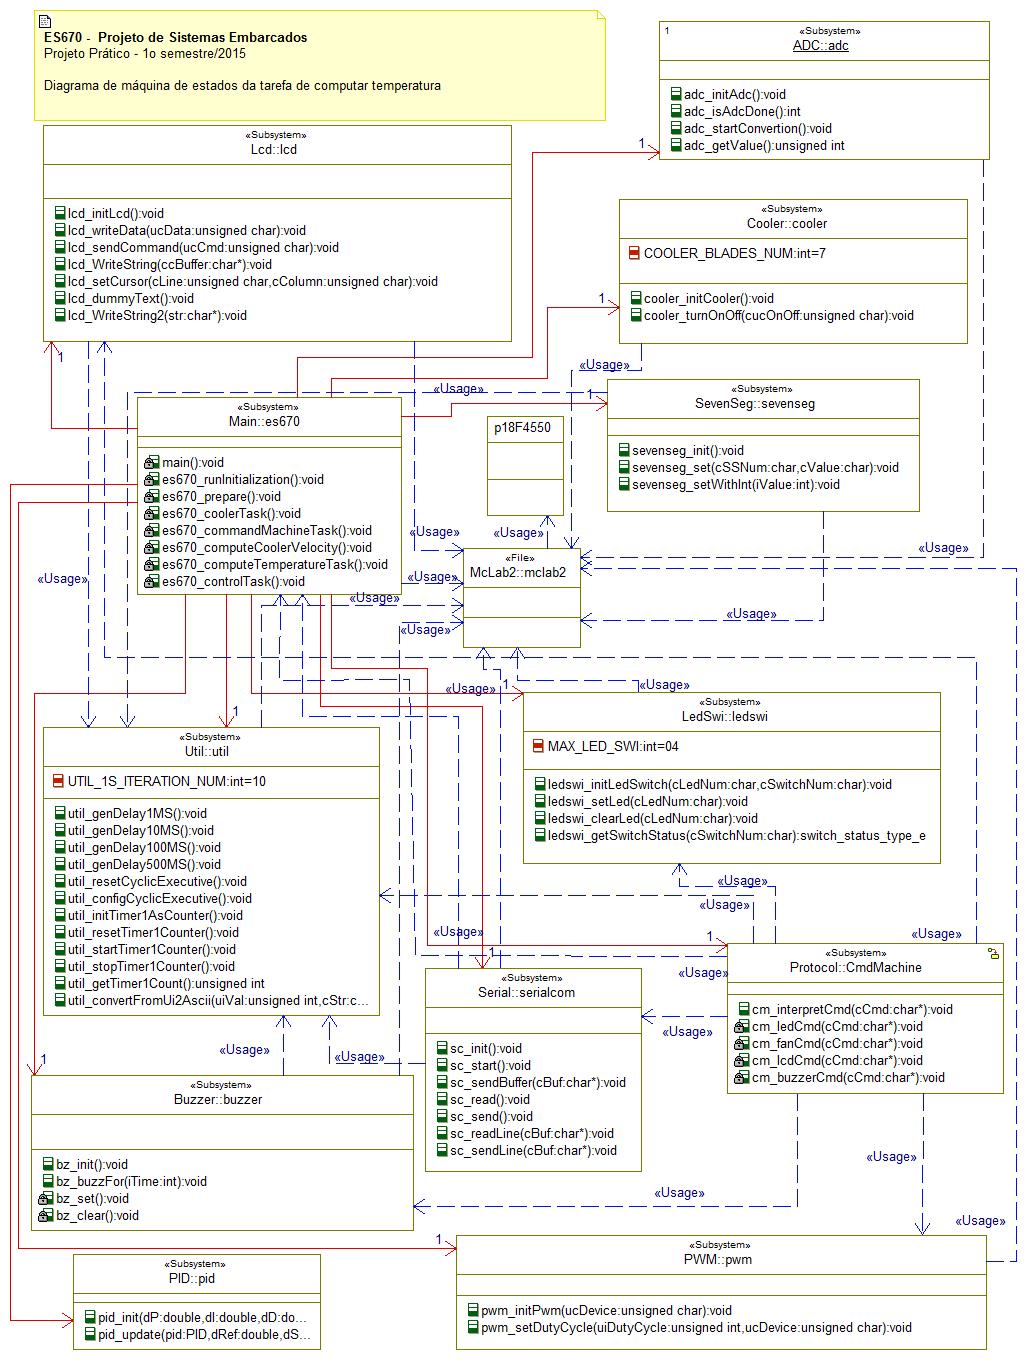 ES670 - Projeto de Sistemas Embarcados
Projeto Prático - 1o semestre/2015
Diagrama de máquina de estados da tarefa de computar temperatura
1
«Subsystem»
ADC::adc
adc_initAdc():void
adc_isAdcDone():int
adc_startConvertion():void
adc_getValue():unsigned int
«Subsystem»
Lcd::lcd
lcd_initLcd():void
lcd_writeData(ucData:unsigned char):void
lcd_sendCommand(ucCmd:unsigned char):void
lcd_WriteString(ccBuffer:char*):void
lcd_setCursor(cLine:unsigned char,cColumn:unsigned char):void
lcd_dummyText():void
lcd_WriteString2(str:char*):void
1
«Subsystem»
Cooler::cooler
COOLER_BLADES_NUM:int=7
cooler_initCooler():void
cooler_turnOnOff(cucOnOff:unsigned char):void
1
1
«Usage»
«Usage»
1
«Subsystem»
SevenSeg::sevenseg
sevenseg_init():void
sevenseg_set(cSSNum:char,cValue:char):void
sevenseg_setWithInt(iValue:int):void
«Subsystem»
Main::es670
main():void
es670_runInitialization():void
es670_prepare():void
es670_coolerTask():void
es670_commandMachineTask():void
es670_computeCoolerVelocity():void
es670_computeTemperatureTask():void
es670_controlTask():void
p18F4550
«Usage»
«Usage»
«Usage»
«File»
McLab2::mclab2
«Usage»
«Usage»
«Usage»
«Usage»
«Usage»
«Usage»
1
«Usage»
1
«Subsystem»
LedSwi::ledswi
MAX_LED_SWI:int=04
ledswi_initLedSwitch(cLedNum:char,cSwitchNum:char):void
ledswi_setLed(cLedNum:char):void
ledswi_clearLed(cLedNum:char):void
ledswi_getSwitchStatus(cSwitchNum:char):switch_status_type_e
«Subsystem»
Util::util
UTIL_1S_ITERATION_NUM:int=10
util_genDelay1MS():void
util_genDelay10MS():void
util_genDelay100MS():void
util_genDelay500MS():void
util_resetCyclicExecutive():void
util_configCyclicExecutive():void
util_initTimer1AsCounter():void
util_resetTimer1Counter():void
util_startTimer1Counter():void
util_stopTimer1Counter():void
util_getTimer1Count():unsigned int
util_convertFromUi2Ascii(uiVal:unsigned int,cStr:c...
«Usage»
«Usage»
«Usage»
«Usage»
1
1
«Usage»
«Usage»
«Subsystem»
Protocol::CmdMachine
cm_interpretCmd(cCmd:char*):void
cm_ledCmd(cCmd:char*):void
cm_fanCmd(cCmd:char*):void
cm_lcdCmd(cCmd:char*):void
cm_buzzerCmd(cCmd:char*):void
«Subsystem»
Serial::serialcom
sc_init():void
sc_start():void
sc_sendBuffer(cBuf:char*):void
sc_read():void
sc_send():void
sc_readLine(cBuf:char*):void
sc_sendLine(cBuf:char*):void
«Usage»
«Usage»
1
«Subsystem»
Buzzer::buzzer
bz_init():void
bz_buzzFor(iTime:int):void
bz_set():void
bz_clear():void
«Usage»
«Usage»
«Usage»
1
«Subsystem»
PWM::pwm
pwm_initPwm(ucDevice:unsigned char):void
pwm_setDutyCycle(uiDutyCycle:unsigned int,ucDevice:unsigned char):void
«Subsystem»
PID::pid
pid_init(dP:double,dI:double,dD:do...
pid_update(pid:PID,dRef:double,dS...